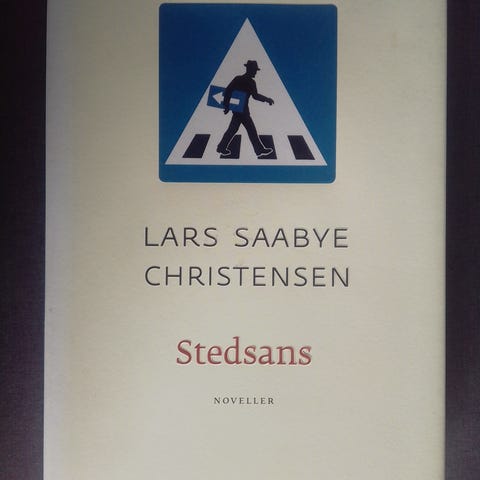 LARS SAABYE
CHRISTENSEN
Stedsans
NOVELLER